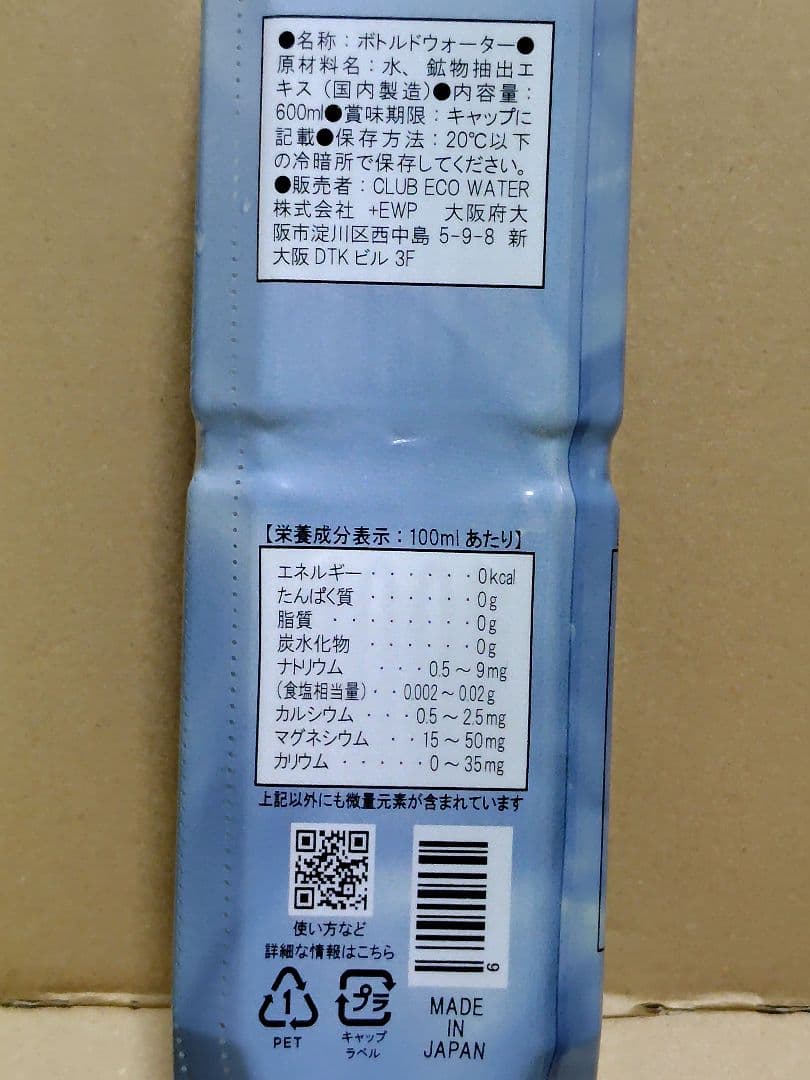 ●名称：ボトルドウォーター●
原材料名：水、鉱物抽出エ
キス（国内製造）●内容量：
600ml●賞味期限：キャップに
記載●保存方法：20℃以下
の冷暗所で保存してください。
●販売者：CLUB ECO WATER
株式会社 +EWP 大阪府大
阪市淀川区西中島 5-9-8 新
大阪 DTK ビル 3F
【栄養成分表示：100ml あたり】
エネルギー・・・・・・0kcal
たんぱく質・・・・・・0g
脂質・・・・・・・・0g
炭水化物・・・・・・0g
ナトリウム・・・0.5～9mg
（食塩相当量）・・0.002～0.02g
カルシウム・・・0.5～2.5mg
マグネシウム・・15～50mg
カリウム・・・・・0～35mg
上記以外にも微量元素が含まれています
使い方など
詳細な情報はこちら
9
1
PET
プラ
キャップ
ラベル
MADE
IN
JAPAN